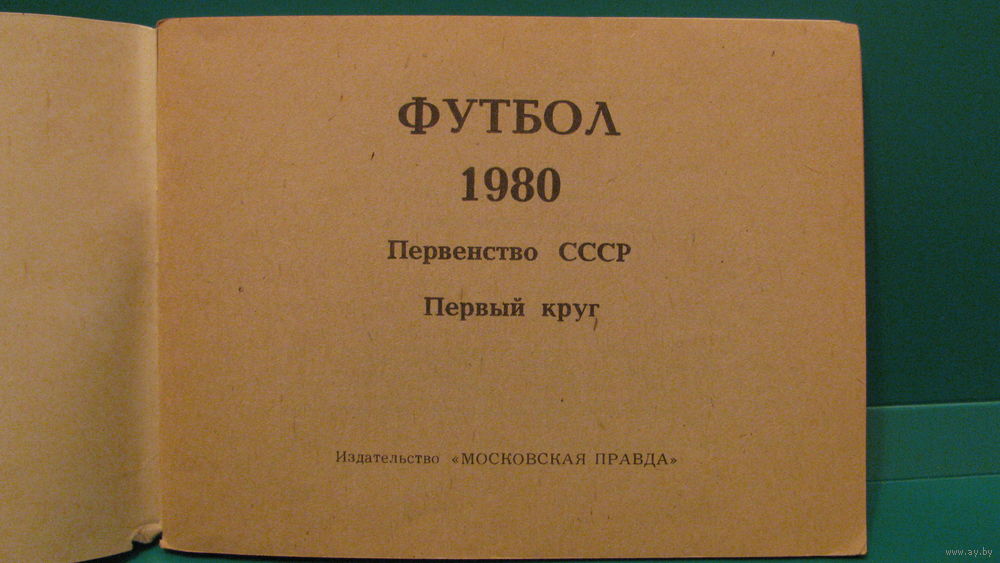 ФУТБОЛ
1980
Первенство СССР
Первый круг
Издательство «МОСКОВСКАЯ ПРАВДА»
www.ay.by